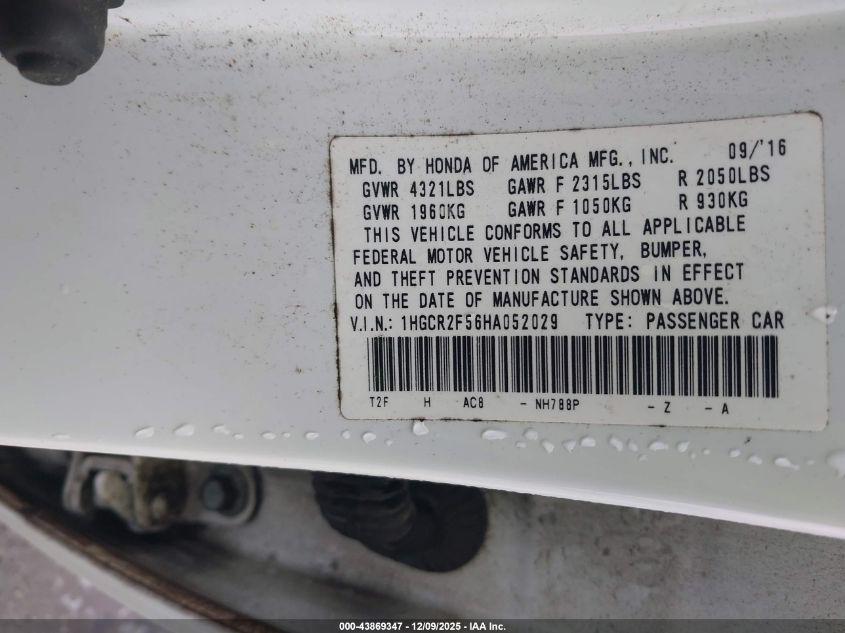 MFD. BY HONDA OF AMERICA MFG., INC. 09/'16
GVWR 4321LBS GAWR F 2315LBS R 2050LBS
GVWR 1960KG GAWR F 1050KG R 930KG
THIS VEHICLE CONFORMS TO ALL APPLICABLE
FEDERAL MOTOR VEHICLE SAFETY, BUMPER,
AND THEFT PREVENTION STANDARDS IN EFFECT
ON THE DATE OF MANUFACTURE SHOWN ABOVE.
V.I.N.: 1HGCR2F56HA052029 TYPE: PASSENGER CAR
T2F H AC8 - NH788P - Z - A
000-43869347 - 12/09/2025 - IAA Inc.